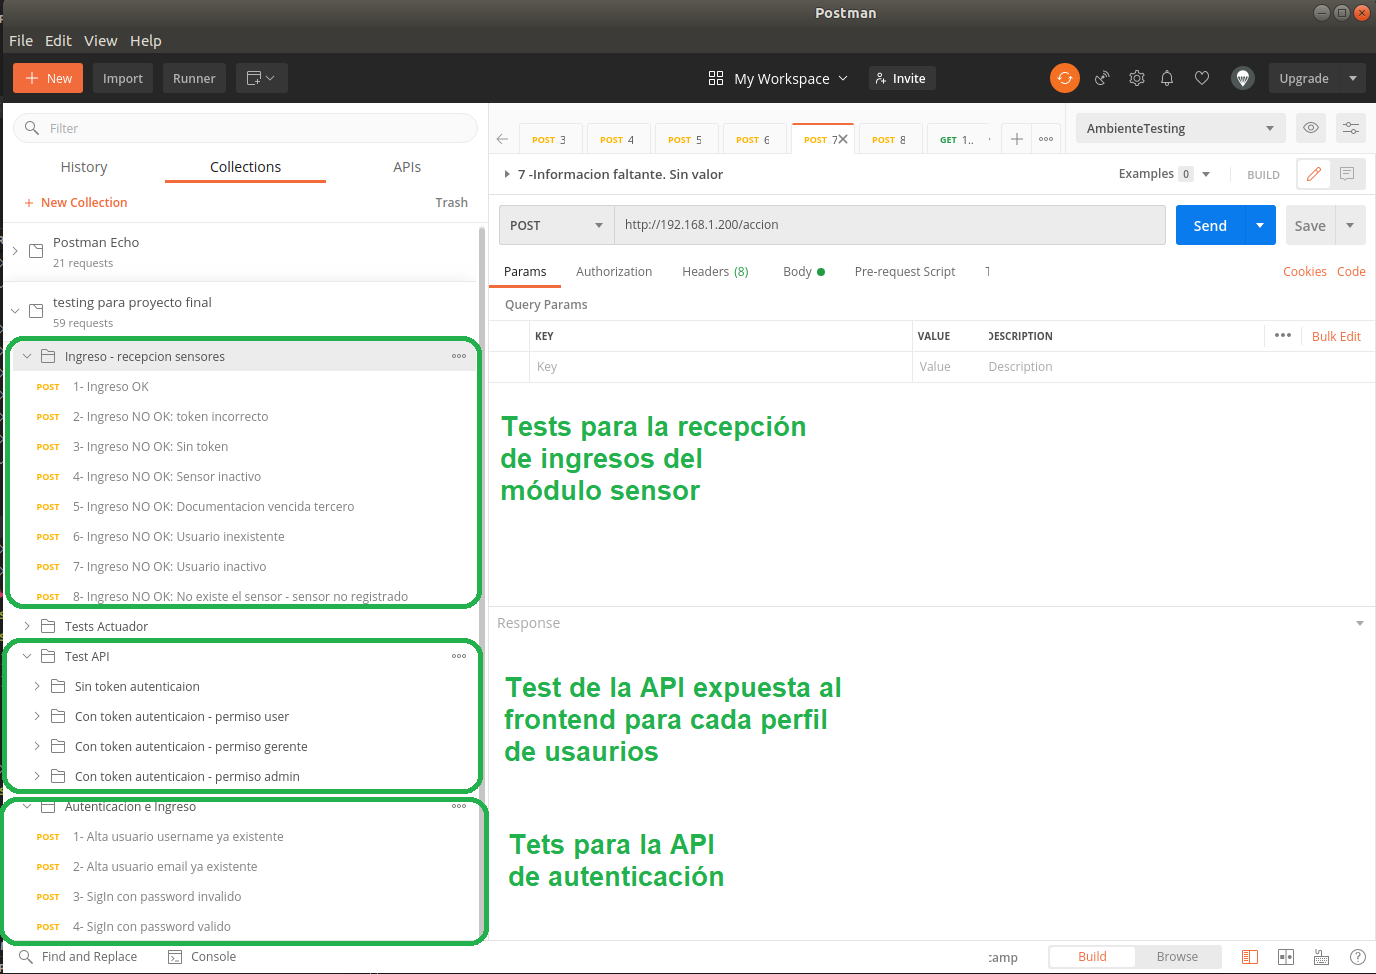 Postman
File Edit View Help
New Import Runner My Workspace Invite Upgrade
Filter
History Collections APIs
New Collection Trash
Postman Echo
21 requests
testing para proyecto final
59 requests
Ingreso - recepcion sensores
POST 1- Ingreso OK
POST 2- Ingreso NO OK: token incorrecto
POST 3- Ingreso NO OK: Sin token
POST 4- Ingreso NO OK: Sensor inactivo
POST 5- Ingreso NO OK: Documentacion vencida tercero
POST 6- Ingreso NO OK: Usuario inexistente
POST 7- Ingreso NO OK: Usuario inactivo
POST 8- Ingreso NO OK: No existe el sensor - sensor no registrado
Tests Actuador
Test API
Sin token autenticaion
Con token autenticaion - permiso user
Con token autenticaion - permiso gerente
Con token autenticaion - permiso admin
Autenticacion e Ingreso
POST 1- Alta usuario username ya existente
POST 2- Alta usuario email ya existente
POST 3- SigIn con password invalido
POST 4- SigIn con password valido
POST 3 POST 4 POST 5 POST 6 POST 7 POST 8 GET 1..
AmbienteTesting
7 -Informacion faltante. Sin valor
Examples 0 BUILD
POST http://192.168.1.200/accion Send Save
Params Authorization Headers (8) Body Pre-request Script T Cookies Code
Query Params
KEY VALUE DESCRIPTION Bulk Edit
Key Value Description
Tests para la recepción
de ingresos del
módulo sensor
Response
Test de la API expuesta al
frontend para cada perfil
de usaurios
Tets para la API
de autenticación
Find and Replace Console camp Build Browse